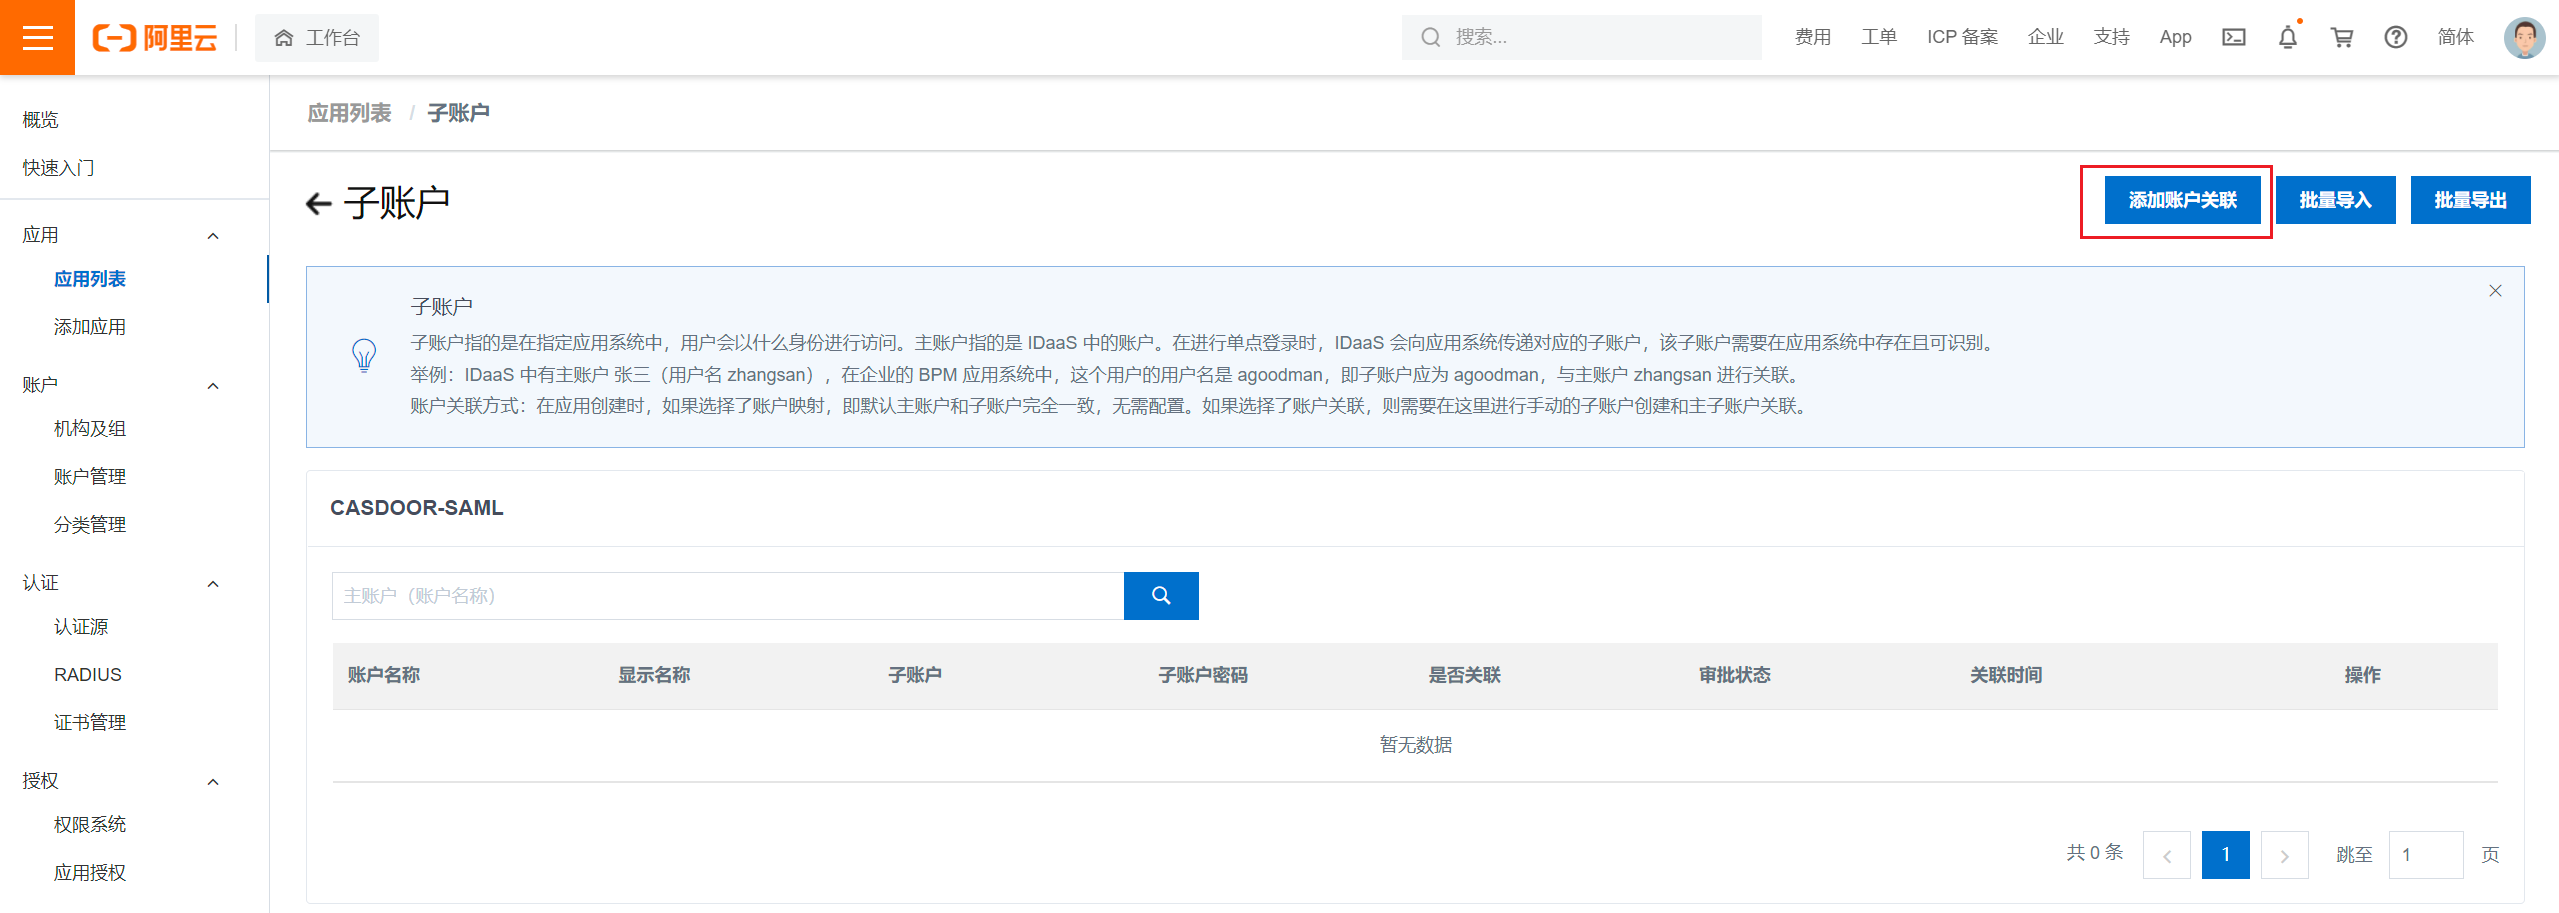 阿里云
工作台
搜索...
费用
工单
ICP 备案
企业
支持
App
简体
概览
快速入门
应用
应用列表
添加应用
账户
机构及组
账户管理
分类管理
认证
认证源
RADIUS
证书管理
授权
权限系统
应用授权
应用列表 / 子账户
子账户
添加账户关联
批量导入
批量导出
子账户
子账户指的是在指定应用系统中，用户会以什么身份进行访问。主账户指的是 IDaaS 中的账户。在进行单点登录时，IDaaS 会向应用系统传递对应的子账户，该子账户需要在应用系统中存在且可识别。
举例：IDaaS 中有主账户 张三（用户名 zhangsan），在企业的 BPM 应用系统中，这个用户的用户名是 agoodman，即子账户应为 agoodman，与主账户 zhangsan 进行关联。
账户关联方式：在应用创建时，如果选择了账户映射，即默认主账户和子账户完全一致，无需配置。如果选择了账户关联，则需要在这里进行手动的子账户创建和主子账户关联。
CASDOOR-SAML
主账户（账户名称）
账户名称 显示名称 子账户 子账户密码 是否关联 审批状态 关联时间 操作
暂无数据
共 0 条 1 跳至 1 页